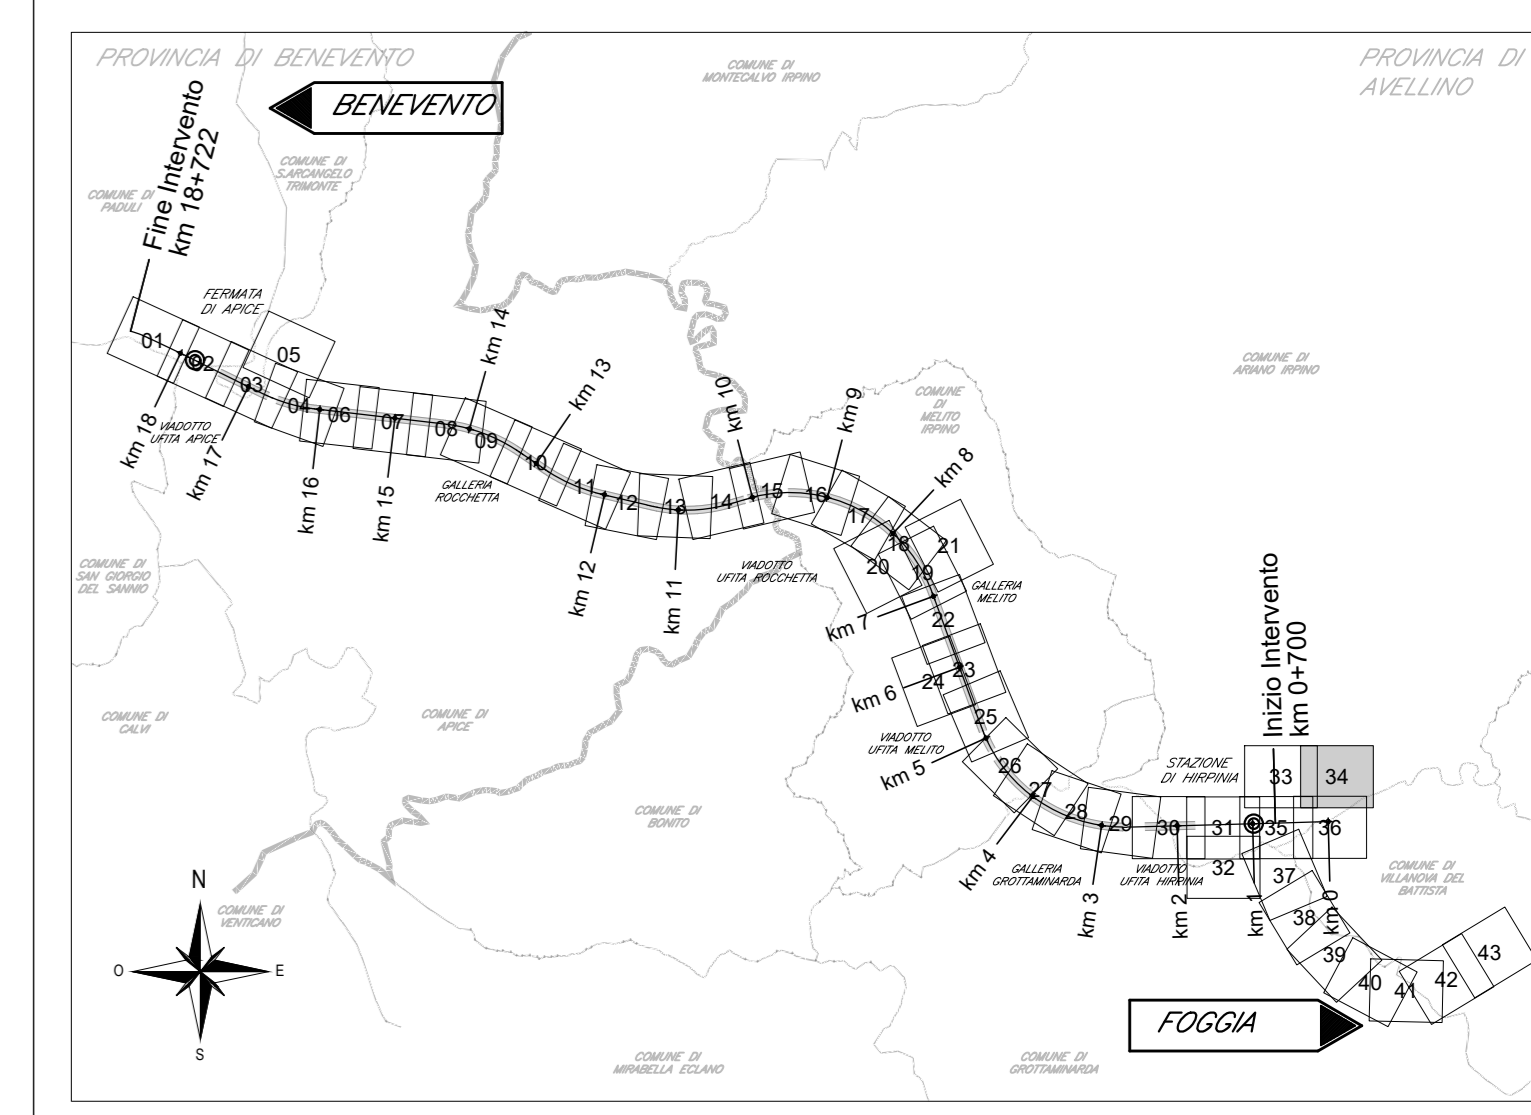 PROVINCIA DI BENEVENTO
PROVINCIA DI
AVELLINO
COMUNE DI
MONTECALVO IRPINO
BENEVENTO
Fine Intervento
km 18+722
COMUNE DI
S.ARCANGELO
TRIMONTE
COMUNE DI
PADULI
FERMATA
DI APICE
COMUNE DI
ARIANO IRPINO
COMUNE
DI
MELITO
IRPINO
01
02
03
04
05
06
07
08
09
10
11
12
13
14
15
16
17
18
19
20
21
22
23
24
25
26
27
28
29
30
31
32
33
34
35
36
37
38
39
40
41
42
43
km 18
km 17
km 16
km 15
km 14
km 13
km 12
km 11
km 10
km 9
km 8
km 7
km 6
km 5
km 4
km 3
km 2
km 1
km 0
VIADOTTO
UFITA APICE
GALLERIA
ROCCHETTA
VIADOTTO
UFITA ROCCHETTA
GALLERIA
MELITO
VIADOTTO
UFITA MELITO
GALLERIA
GROTTAMINARDA
VIADOTTO
UFITA HIRPINIA
STAZIONE
DI HIRPINIA
Inizio Intervento
km 0+700
COMUNE DI
SAN GIORGIO
DEL SANNIO
COMUNE DI
CALVI
COMUNE DI
APICE
COMUNE DI
BONITO
COMUNE DI
VILLANOVA DEL
BATTISTA
COMUNE DI
VENTICANO
N
O
E
S
FOGGIA
COMUNE DI
MIRABELLA ECLANO
COMUNE DI
GROTTAMINARDA